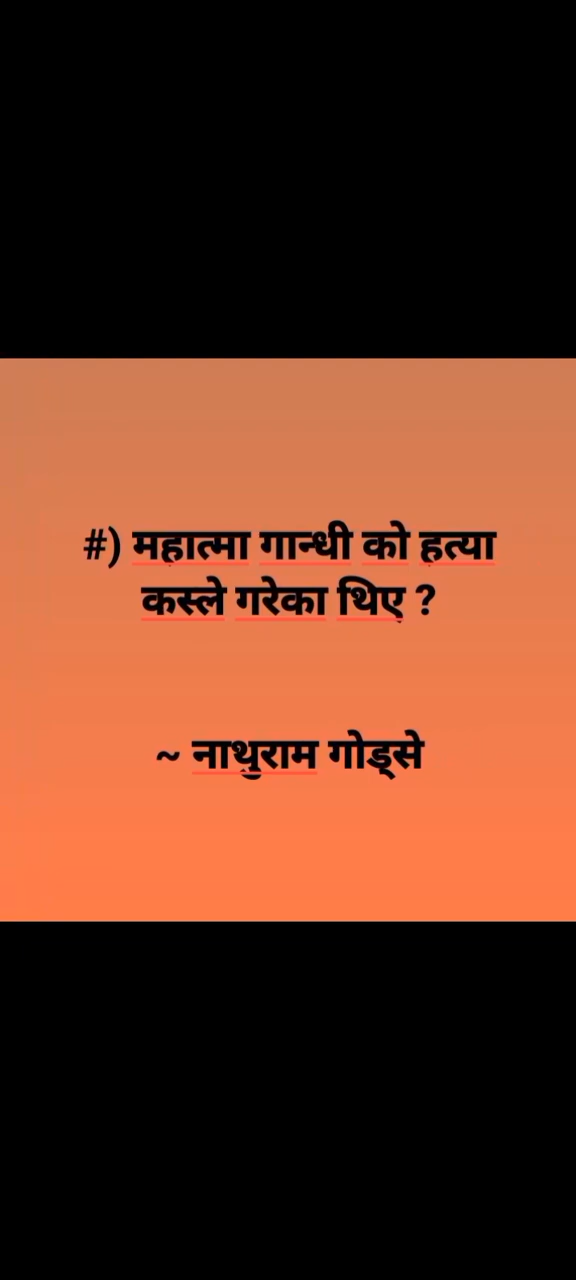 #) महात्मा गान्धी को हत्या
कस्ले गरेका थिए ?
~ नाथुराम गोड्से